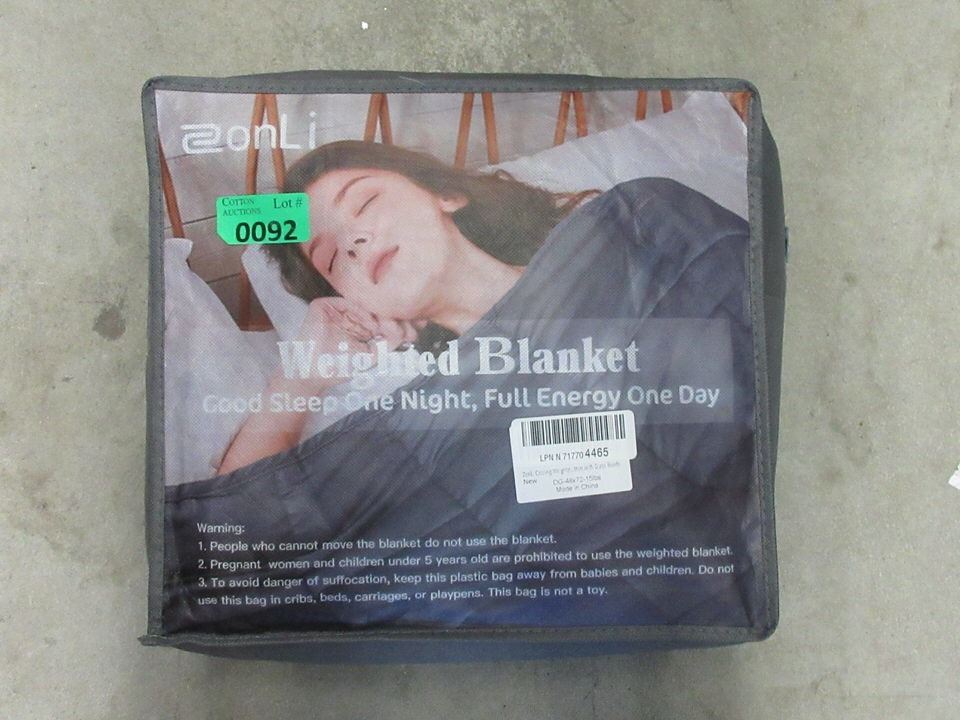 ZonLi
COTTON AUCTIONS Lot #
0092
Weighted Blanket
Good Sleep One Night, Full Energy One Day
LPN N 71770 4465
New DG-48x72-15lbs
Made in China
Warning:
1. People who cannot move the blanket do not use the blanket.
2. Pregnant women and children under 5 years old are prohibited to use the weighted blanket.
3. To avoid danger of suffocation, keep this plastic bag away from babies and children. Do not
use this bag in cribs, beds, carriages, or playpens. This bag is not a toy.